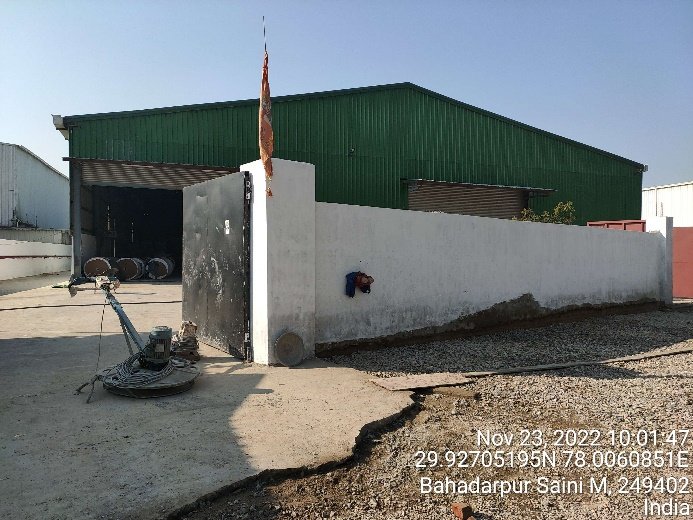 Nov 23, 2022 10:01:47
29.92705195N 78.0060851E
Bahadarpur Saini M, 249402
India